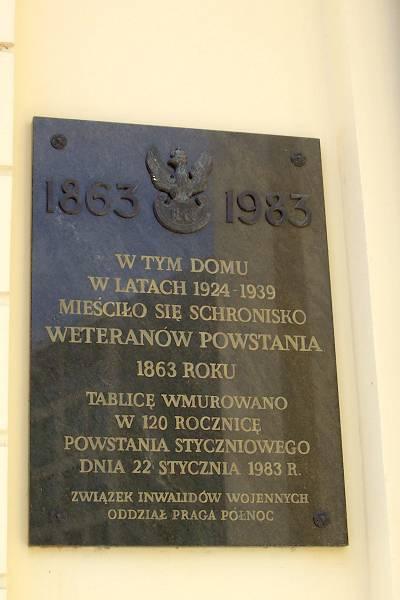 1863 1983
W TYM DOMU
W LATACH 1924-1939
MIEŚCIŁO SIĘ SCHRONISKO
WETERANÓW POWSTANIA
1863 ROKU
TABLICĘ WMUROWANO
W 120 ROCZNICĘ
POWSTANIA STYCZNIOWEGO
DNIA 22 STYCZNIA 1983 R.
ZWIĄZEK INWALIDÓW WOJENNYCH
ODDZIAŁ PRAGA PÓŁNOC